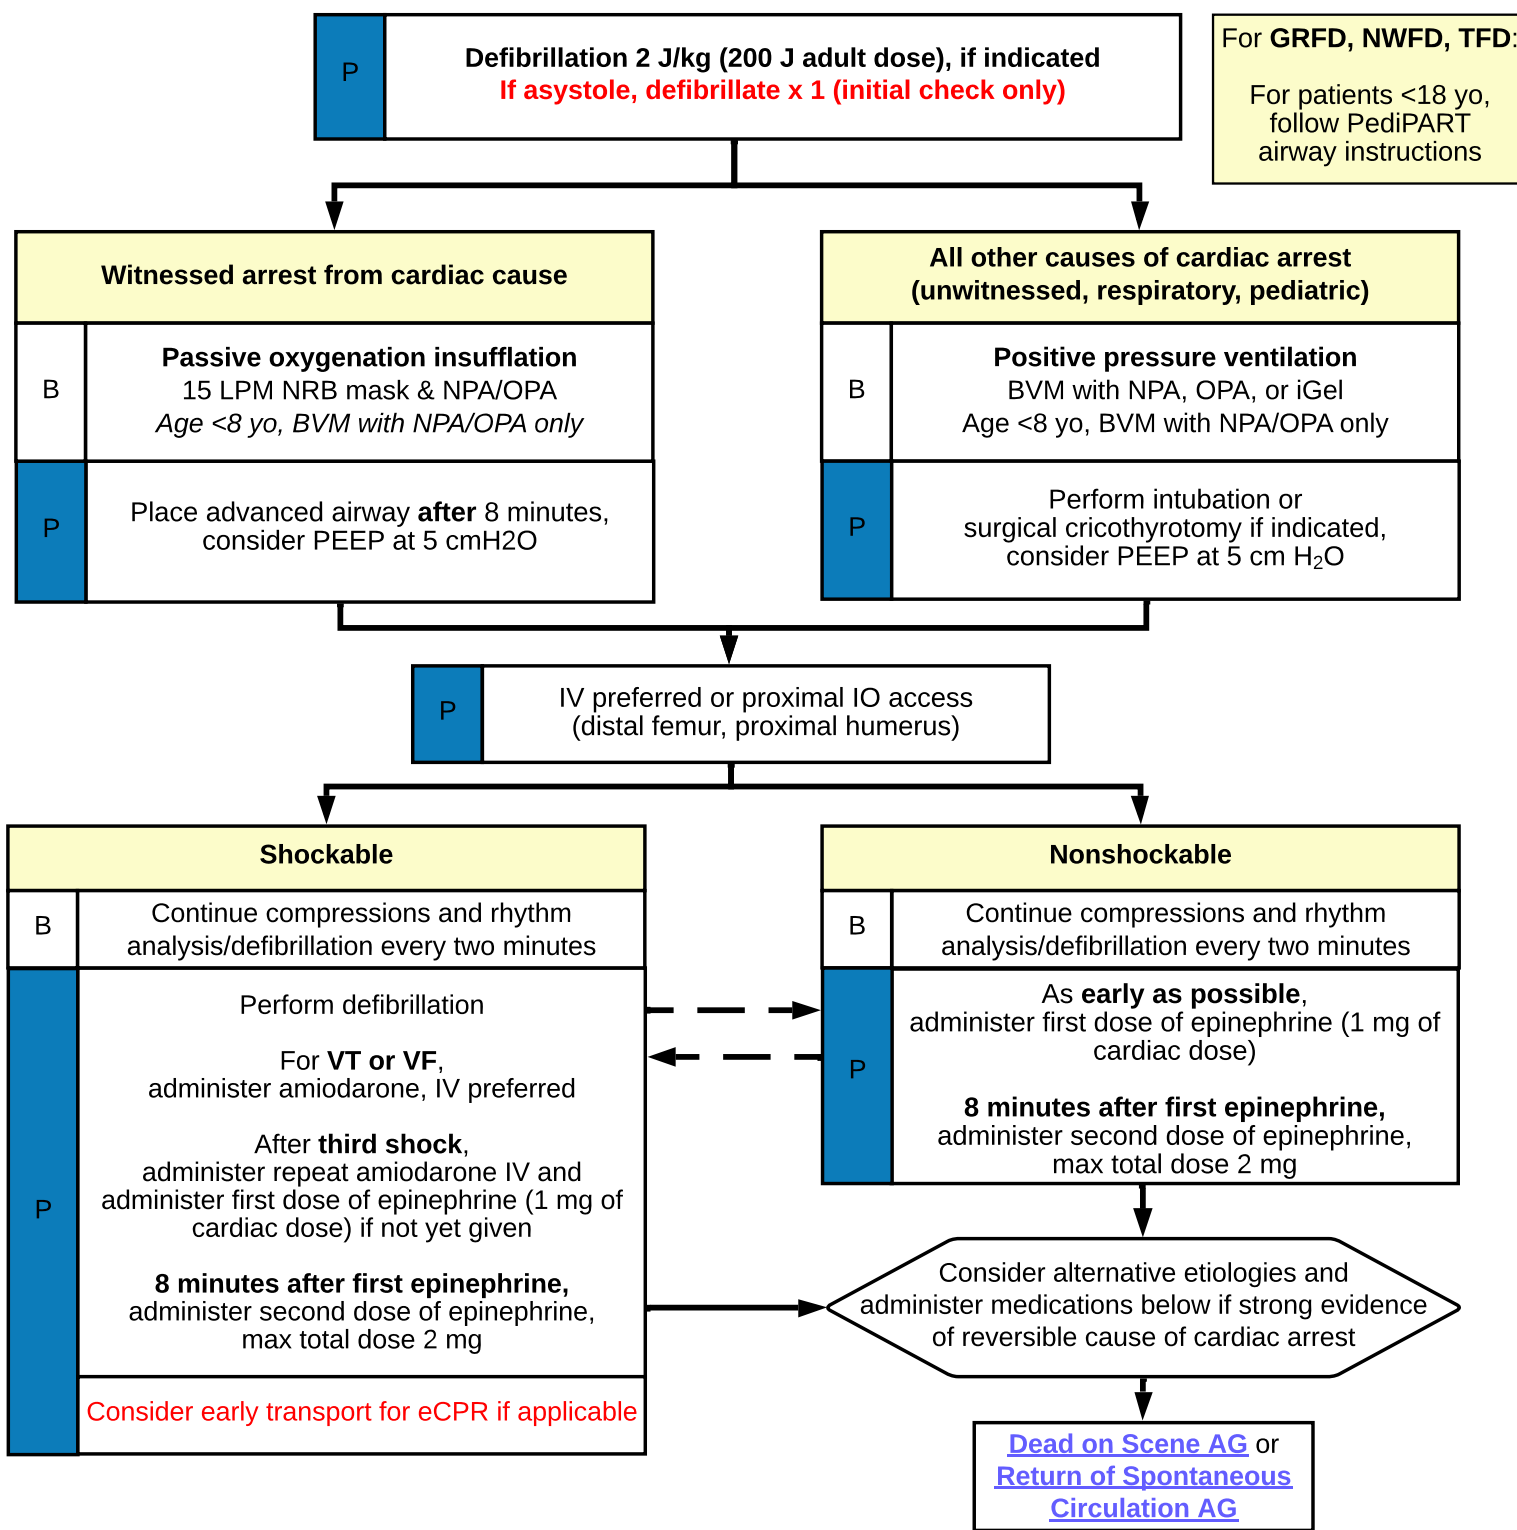 P
Defibrillation 2 J/kg (200 J adult dose), if indicated
If asystole, defibrillate x 1 (initial check only)
For GRFD, NWFD, TFD:
For patients <18 yo,
follow PediPART
airway instructions
Witnessed arrest from cardiac cause
B
Passive oxygenation insufflation
15 LPM NRB mask & NPA/OPA
Age <8 yo, BVM with NPA/OPA only
P
Place advanced airway after 8 minutes,
consider PEEP at 5 cmH2O
All other causes of cardiac arrest
(unwitnessed, respiratory, pediatric)
B
Positive pressure ventilation
BVM with NPA, OPA, or iGel
Age <8 yo, BVM with NPA/OPA only
P
Perform intubation or
surgical cricothyrotomy if indicated,
consider PEEP at 5 cm H₂O
P
IV preferred or proximal IO access
(distal femur, proximal humerus)
Shockable
B
Continue compressions and rhythm
analysis/defibrillation every two minutes
P
Perform defibrillation
For VT or VF,
administer amiodarone, IV preferred
After third shock,
administer repeat amiodarone IV and
administer first dose of epinephrine (1 mg of
cardiac dose) if not yet given
8 minutes after first epinephrine,
administer second dose of epinephrine,
max total dose 2 mg
Consider early transport for eCPR if applicable
Nonshockable
B
Continue compressions and rhythm
analysis/defibrillation every two minutes
P
As early as possible,
administer first dose of epinephrine (1 mg of
cardiac dose)
8 minutes after first epinephrine,
administer second dose of epinephrine,
max total dose 2 mg
Consider alternative etiologies and
administer medications below if strong evidence
of reversible cause of cardiac arrest
Dead on Scene AG or
Return of Spontaneous
Circulation AG